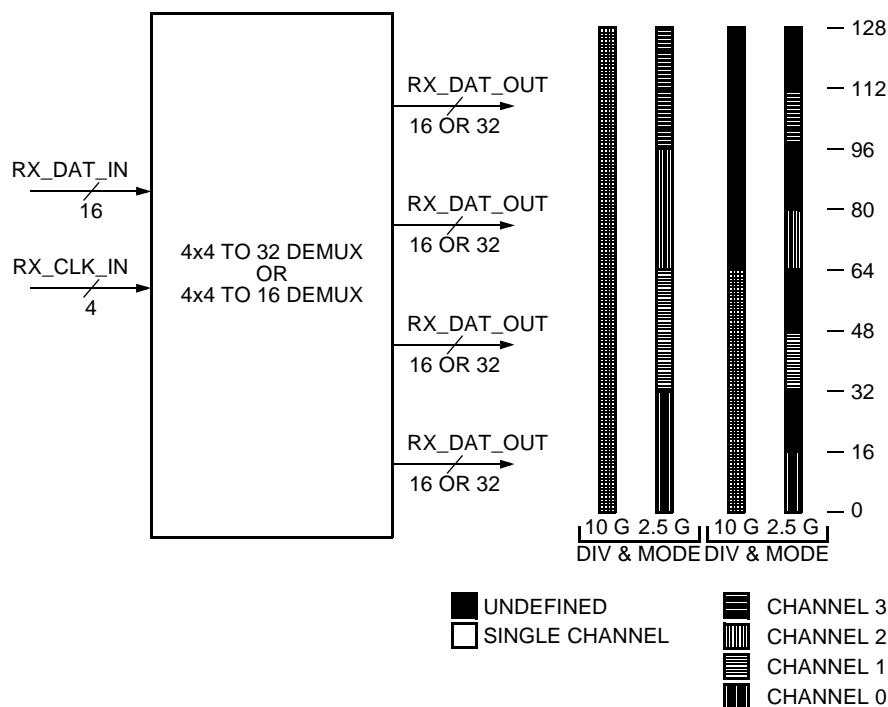 RX_DAT_IN
16
RX_CLK_IN
4
4x4 TO 32 DEMUX
OR
4x4 TO 16 DEMUX
RX_DAT_OUT
16 OR 32
RX_DAT_OUT
16 OR 32
RX_DAT_OUT
16 OR 32
RX_DAT_OUT
16 OR 32
128
112
96
80
64
48
32
16
0
10 G 2.5 G 10 G 2.5 G
DIV & MODE DIV & MODE
UNDEFINED
SINGLE CHANNEL
CHANNEL 3
CHANNEL 2
CHANNEL 1
CHANNEL 0